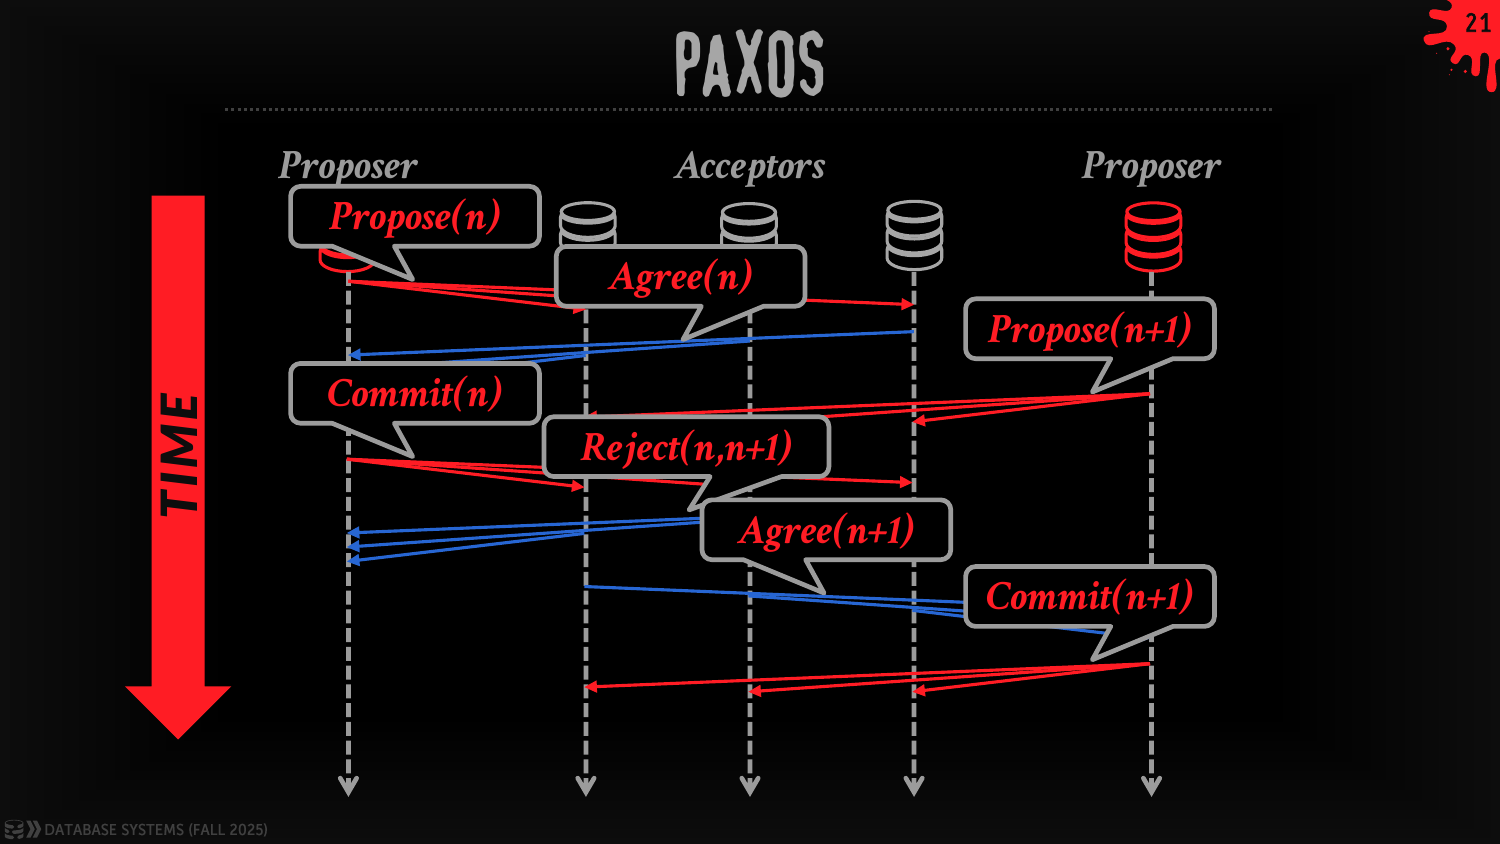 PAXOS
21
Proposer
Acceptors
Proposer
Propose(n)
Agree(n)
Propose(n+1)
Commit(n)
Reject(n,n+1)
Agree(n+1)
Commit(n+1)
TIME
DATABASE SYSTEMS (FALL 2025)